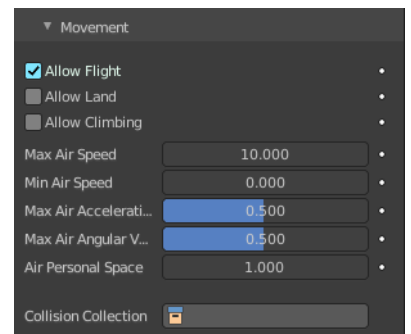 Movement
Allow Flight
Allow Land
Allow Climbing
Max Air Speed 10.000
Min Air Speed 0.000
Max Air Accelerati... 0.500
Max Air Angular V... 0.500
Air Personal Space 1.000
Collision Collection